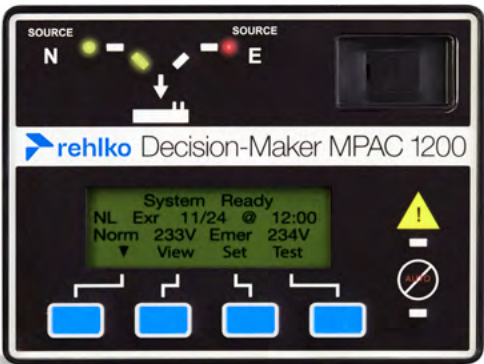 SOURCE
N
SOURCE
E
rehlko Decision-Maker MPAC 1200
System Ready
NL Exr 11/24 @ 12:00
Norm 233V Emer 234V
▼ View Set Test
!
AUTO